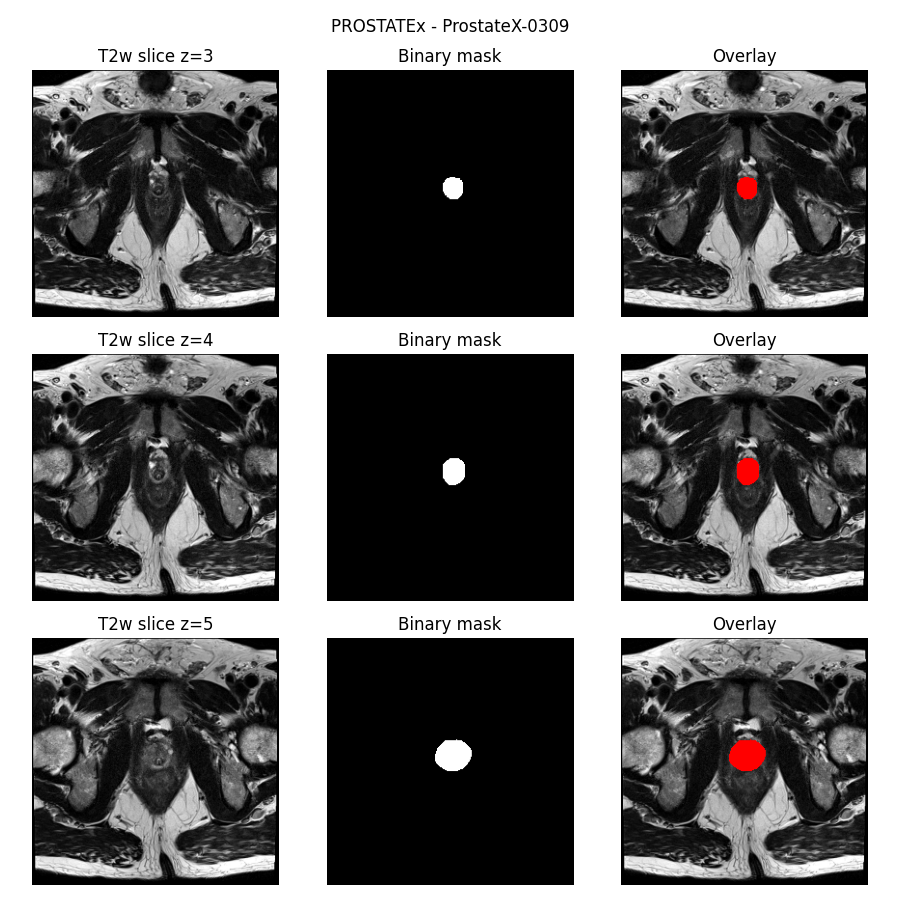 PROSTATEx - ProstateX-0309
T2w slice z=3
Binary mask
Overlay
T2w slice z=4
Binary mask
Overlay
T2w slice z=5
Binary mask
Overlay